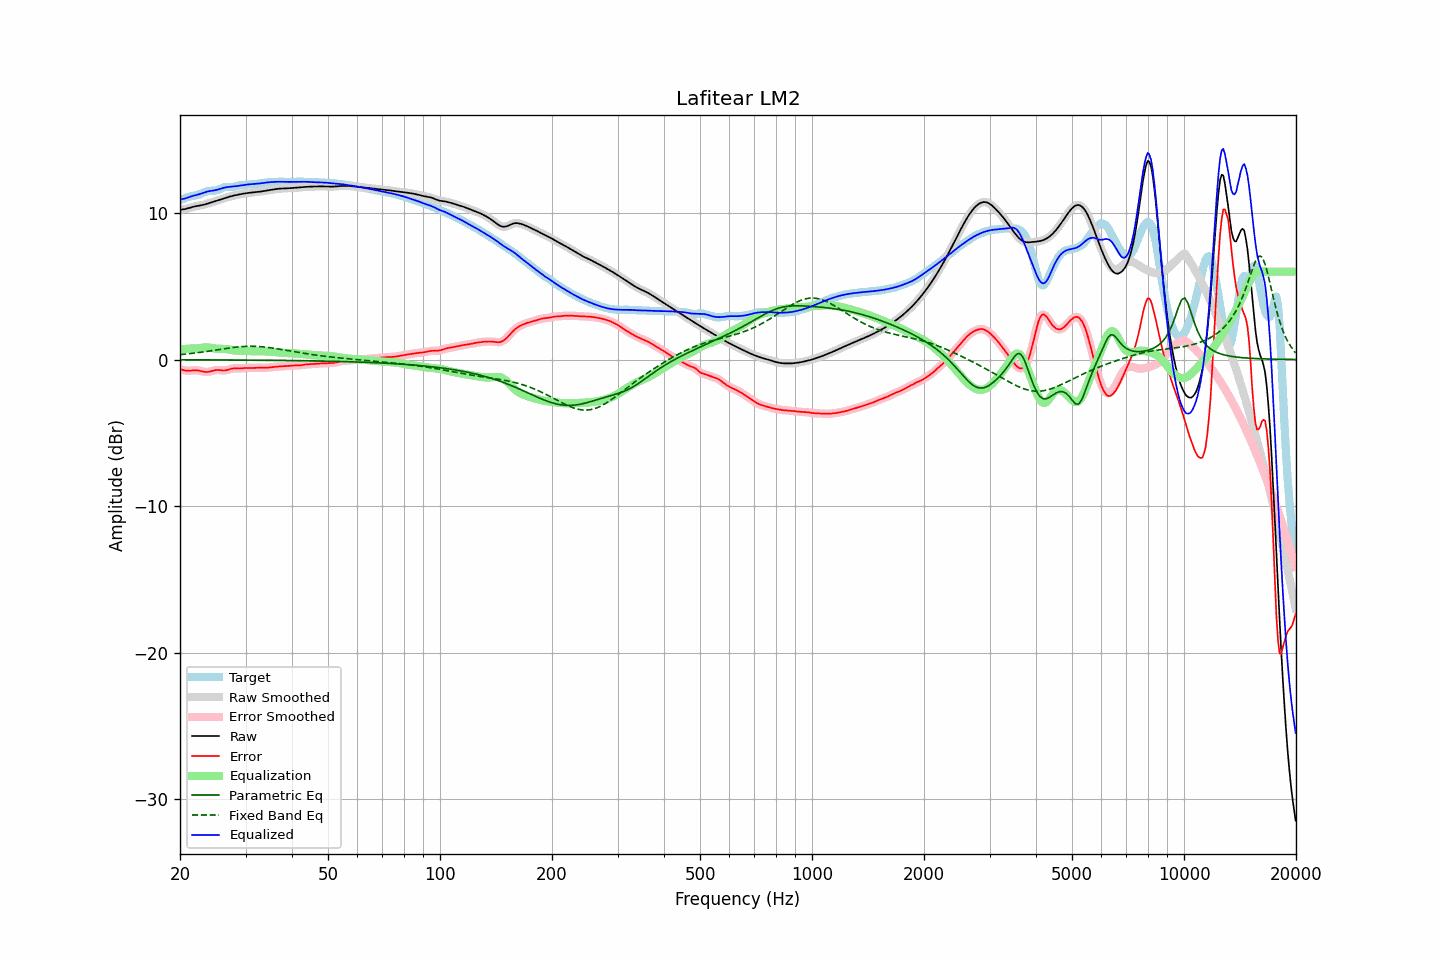 Lafitear LM2
Amplitude (dBr)
10
0
−10
−20
−30
Target
Raw Smoothed
Error Smoothed
Raw
Error
Equalization
Parametric Eq
Fixed Band Eq
Equalized
20 50 100 200 500 1000 2000 5000 10000 20000
Frequency (Hz)